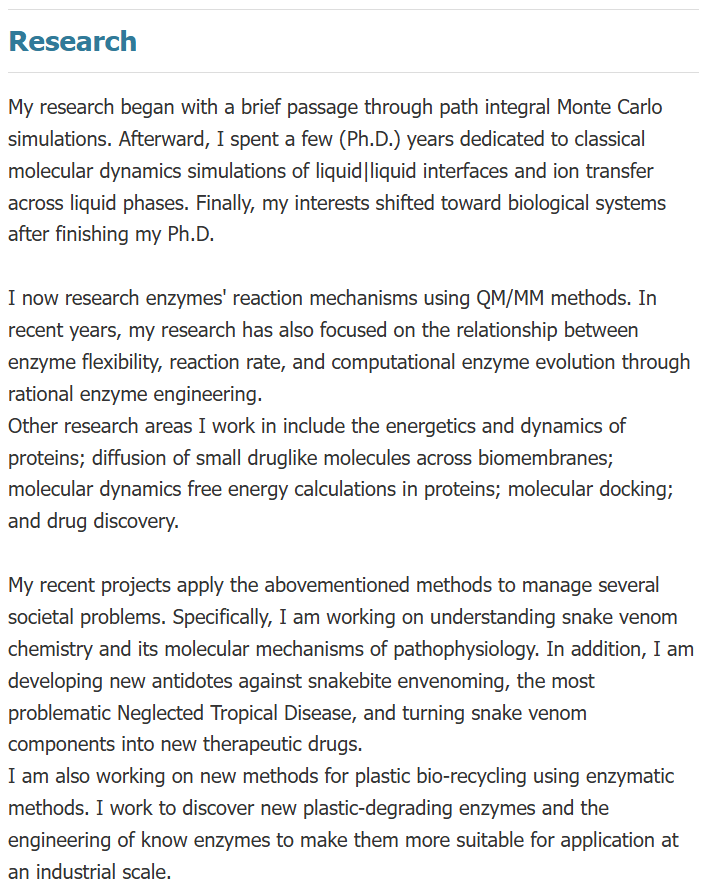 Research
My research began with a brief passage through path integral Monte Carlo
simulations. Afterward, I spent a few (Ph.D.) years dedicated to classical
molecular dynamics simulations of liquid|liquid interfaces and ion transfer
across liquid phases. Finally, my interests shifted toward biological systems
after finishing my Ph.D.
I now research enzymes' reaction mechanisms using QM/MM methods. In
recent years, my research has also focused on the relationship between
enzyme flexibility, reaction rate, and computational enzyme evolution through
rational enzyme engineering.
Other research areas I work in include the energetics and dynamics of
proteins; diffusion of small druglike molecules across biomembranes;
molecular dynamics free energy calculations in proteins; molecular docking;
and drug discovery.
My recent projects apply the abovementioned methods to manage several
societal problems. Specifically, I am working on understanding snake venom
chemistry and its molecular mechanisms of pathophysiology. In addition, I am
developing new antidotes against snakebite envenoming, the most
problematic Neglected Tropical Disease, and turning snake venom
components into new therapeutic drugs.
I am also working on new methods for plastic bio-recycling using enzymatic
methods. I work to discover new plastic-degrading enzymes and the
engineering of know enzymes to make them more suitable for application at
an industrial scale.